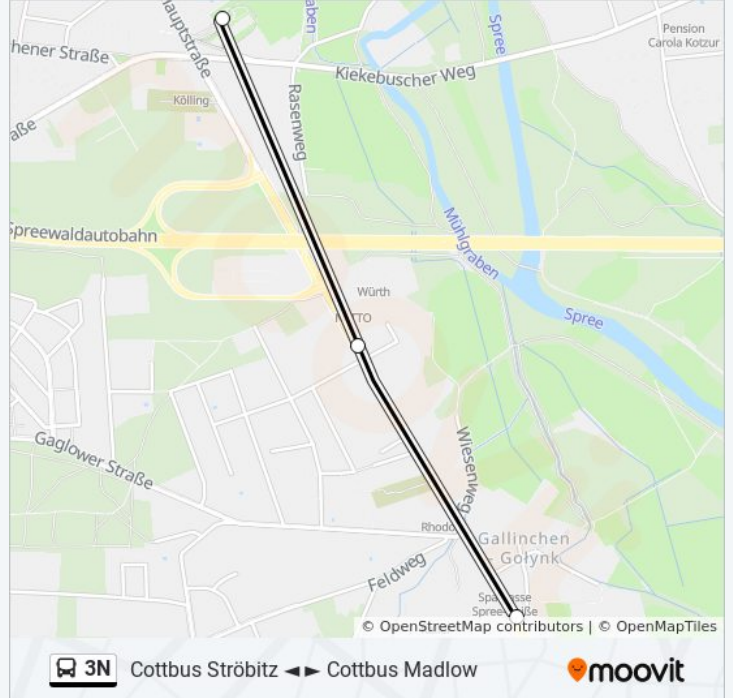 hauptstraße
raben
Spree
Pension
Carola Kotzur
hener Straße
Kiekebuscher Weg
Kölling
Rasenweg
aße
Spreewaldautobahn
Mühlgraben
Würth
Spree
Gaglower Straße
Wiesenweg
Rhodo
Gallinchen
- Gołynk
Feldweg
© OpenStreetMap contributors | © OpenMapTiles
3N Cottbus Ströbitz ◄ ► Cottbus Madlow
moovit